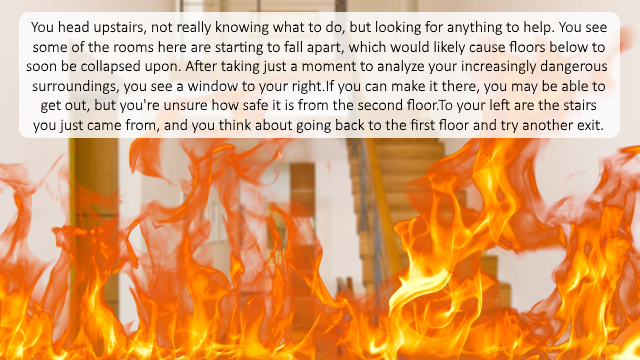 You head upstairs, not really knowing what to do, but looking for anything to help. You see
some of the rooms here are starting to fall apart, which would likely cause floors below to
soon be collapsed upon. After taking just a moment to analyze your increasingly dangerous
surroundings, you see a window to your right.If you can make it there, you may be able to
get out, but you're unsure how safe it is from the second floor.To your left are the stairs
you just came from, and you think about going back to the first floor and try another exit.